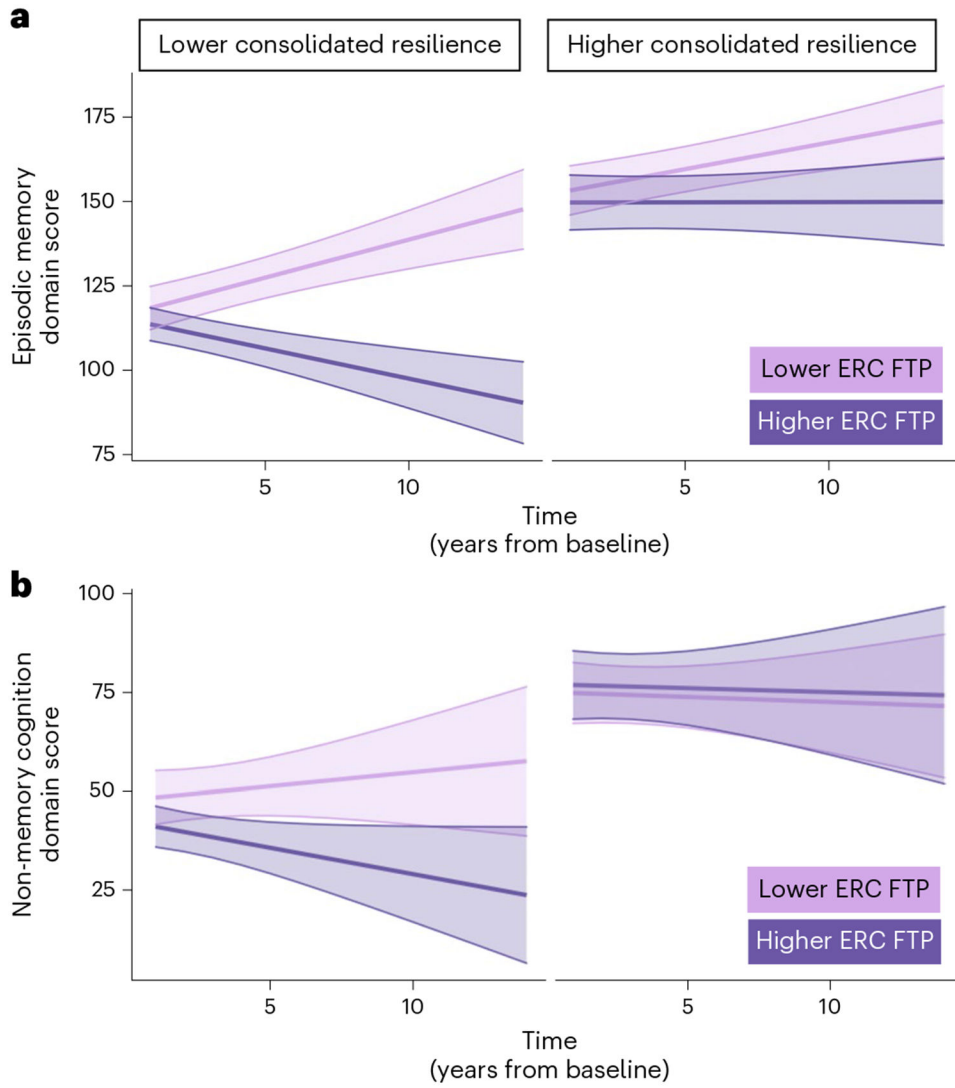 a
Lower consolidated resilience
Higher consolidated resilience
Episodic memory
domain score
175
150
125
100
75
Lower ERC FTP
Higher ERC FTP
5
10
5
10
Time
(years from baseline)
b
Non-memory cognition
domain score
100
75
50
25
Lower ERC FTP
Higher ERC FTP
5
10
5
10
Time
(years from baseline)